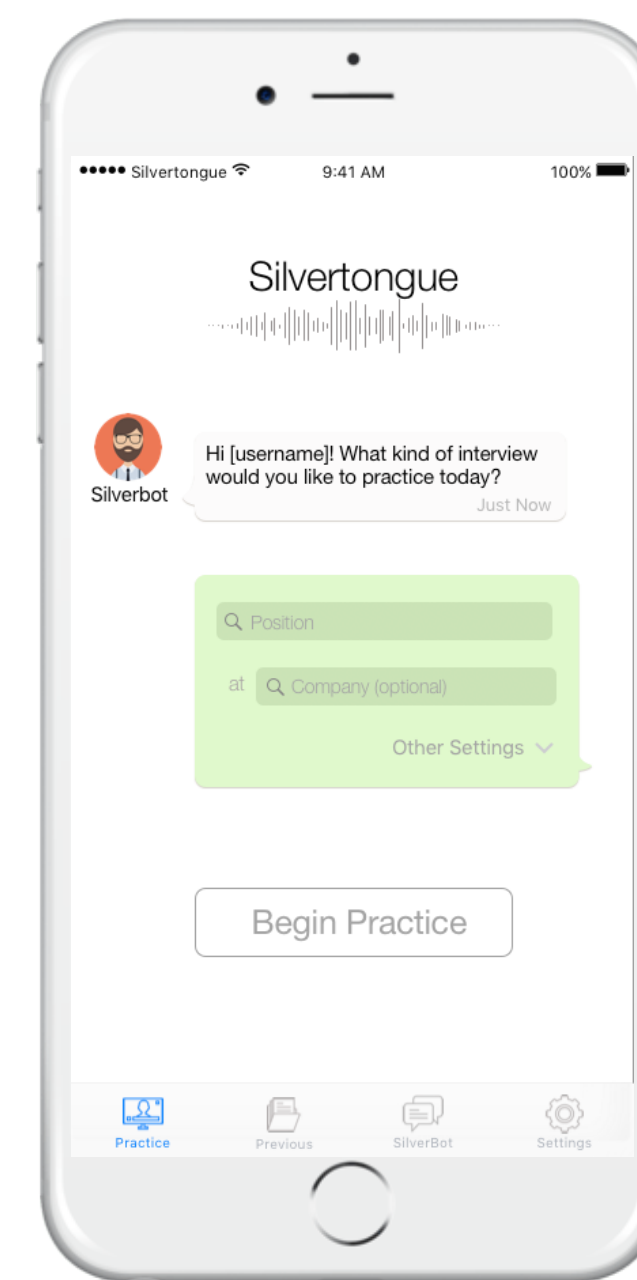 Silvertongue 9:41 AM 100%
Silvertongue
Hi [username]! What kind of interview
would you like to practice today?
Just Now
Silverbot
Position
at Company (optional)
Other Settings
Begin Practice
Practice Previous SilverBot Settings